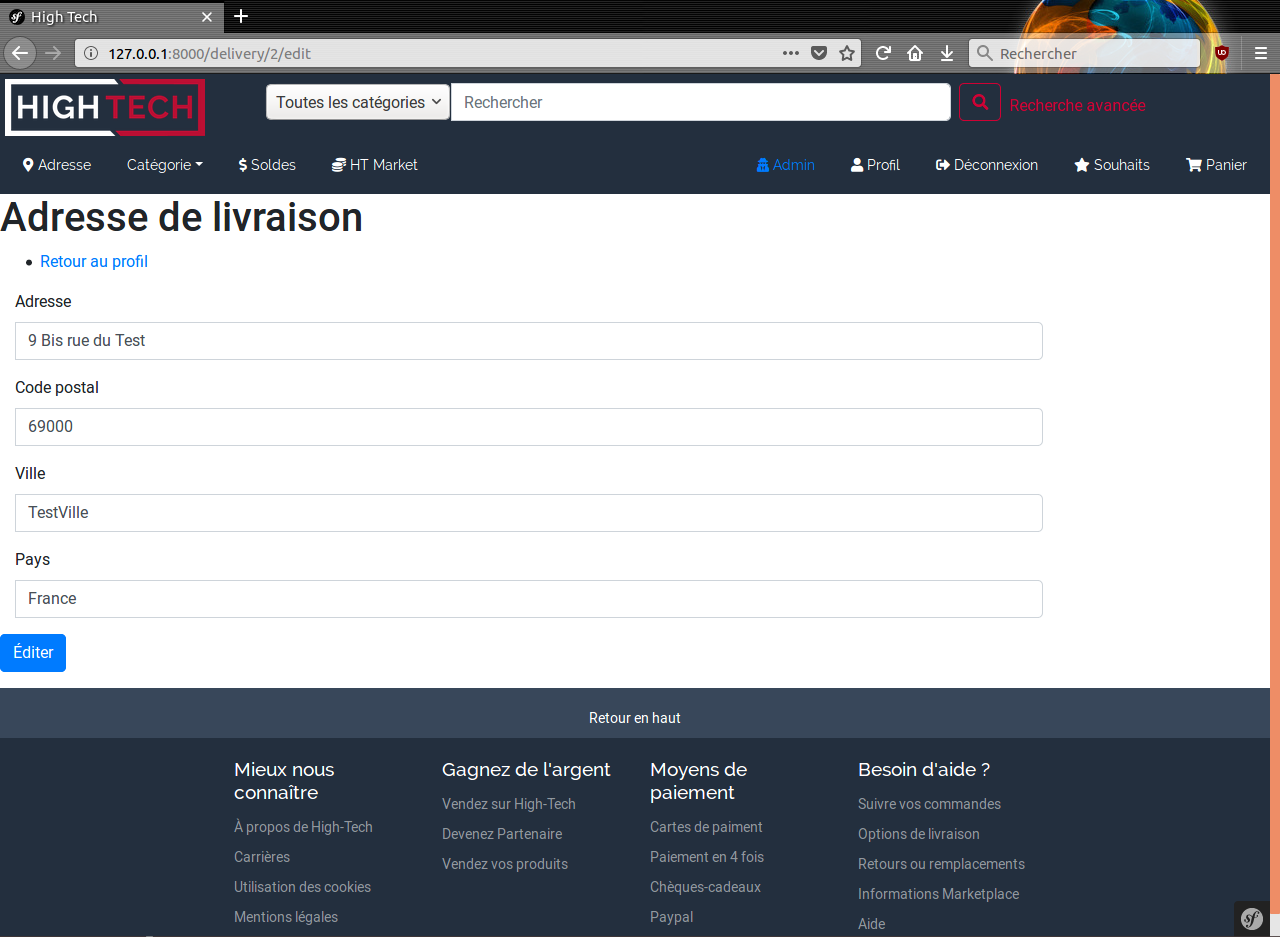 High Tech
127.0.0.1:8000/delivery/2/edit
Rechercher
HIGH TECH
Toutes les catégories
Rechercher
Recherche avancée
Adresse
Catégorie
$ Soldes
HT Market
Admin
Profil
Déconnexion
Souhaits
Panier
Adresse de livraison
• Retour au profil
Adresse
9 Bis rue du Test
Code postal
69000
Ville
TestVille
Pays
France
Éditer
Retour en haut
Mieux nous
connaître
À propos de High-Tech
Carrières
Utilisation des cookies
Mentions légales
Gagnez de l'argent
Vendez sur High-Tech
Devenez Partenaire
Vendez vos produits
Moyens de
paiement
Cartes de paiment
Paiement en 4 fois
Chèques-cadeaux
Paypal
Besoin d'aide ?
Suivre vos commandes
Options de livraison
Retours ou remplacements
Informations Marketplace
Aide
sf